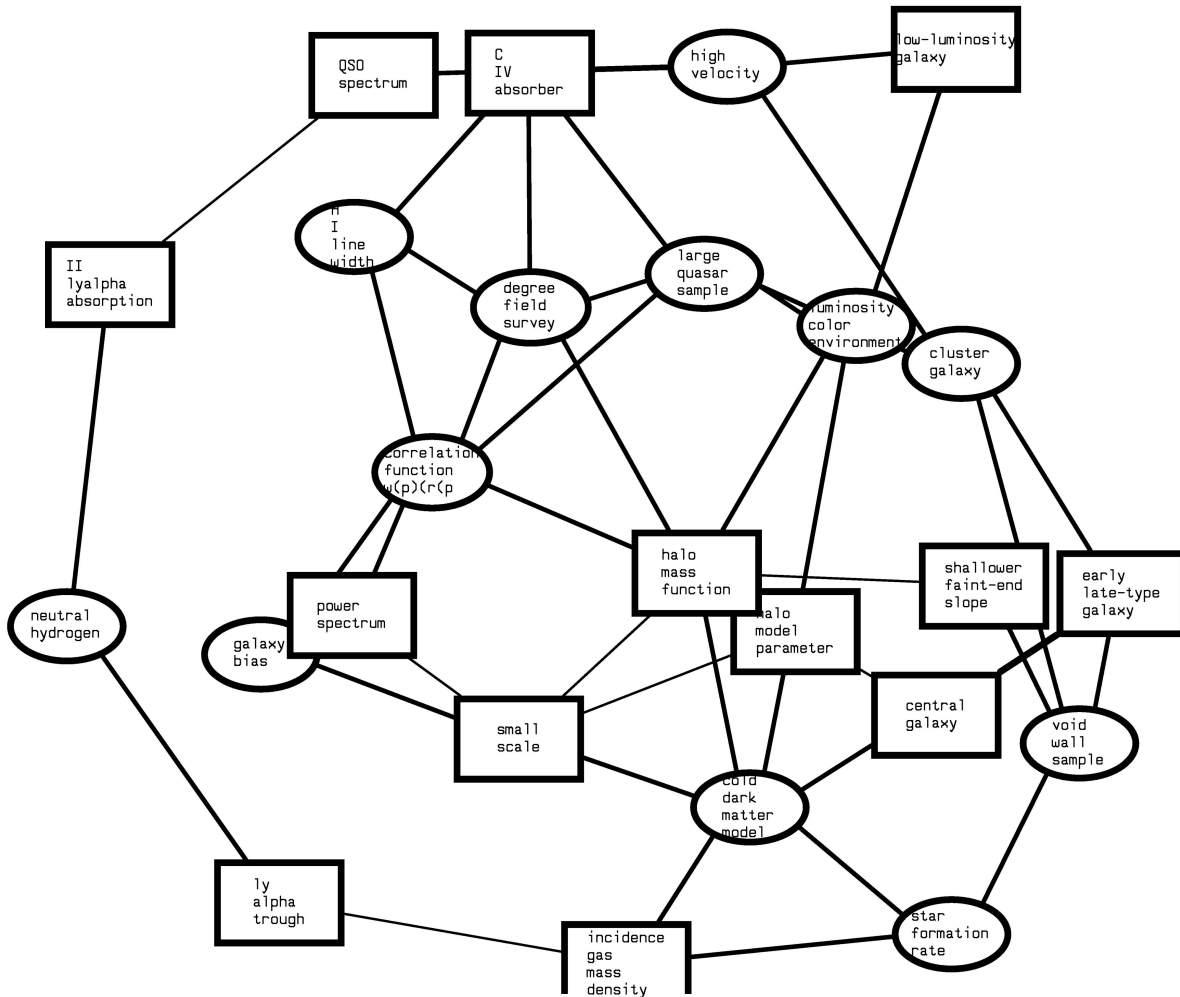 QSO
spectrum
C
IV
absorber
high
velocity
low-luminosity
galaxy
I
line
width
II
lyalpha
absorption
degree
field
survey
large
quasar
sample
luminosity
color
environment
cluster
galaxy
correlation
function
w(p)(r(p
halo
mass
function
shallower
faint-end
slope
early
late-type
galaxy
neutral
hydrogen
galaxy
bias
power
spectrum
halo
model
parameter
central
galaxy
small
scale
void
wall
sample
cold
dark
matter
model
ly
alpha
trough
incidence
gas
mass
density
star
formation
rate